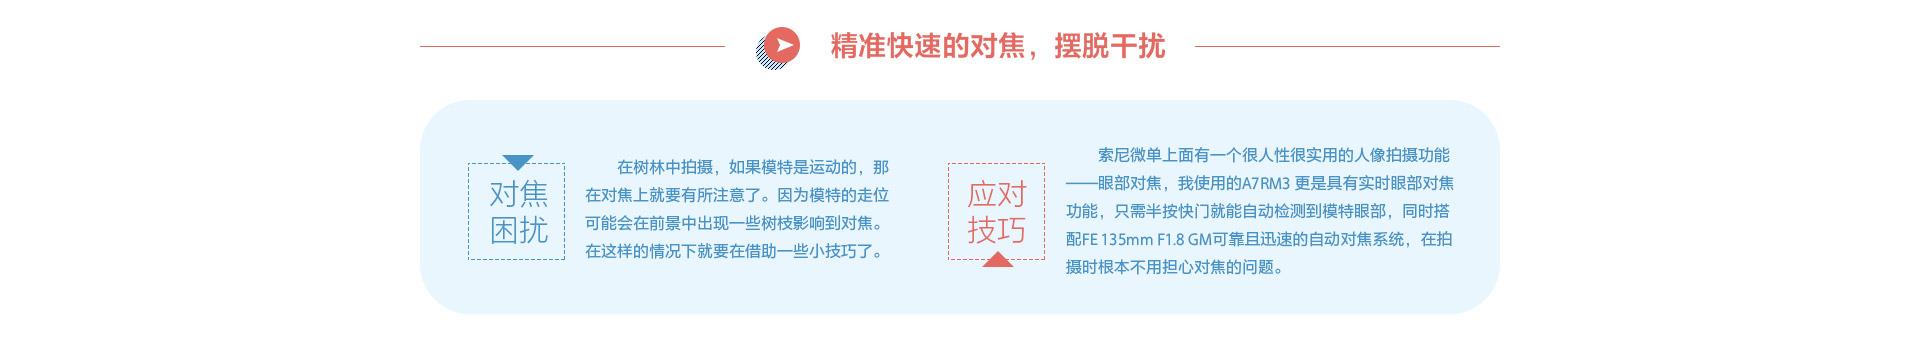 精准快速的对焦，摆脱干扰
对焦
困扰
在树林中拍摄，如果模特是运动的，那
在对焦上就要有所注意了。因为模特的走位
可能会在前景中出现一些树枝影响到对焦。
在这样的情况下就要在借助一些小技巧了。
应对
技巧
索尼微单上面有一个很人性很实用的人像拍摄功能
——眼部对焦，我使用的A7RM3 更是具有实时眼部对焦
功能，只需半按快门就能自动检测到模特眼部，同时搭
配FE 135mm F1.8 GM可靠且迅速的自动对焦系统，在拍
摄时根本不用担心对焦的问题。